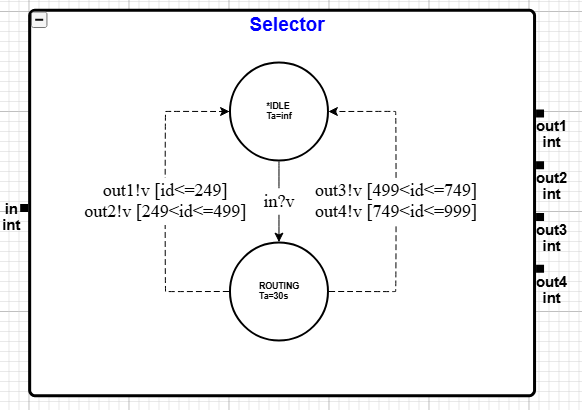 Selector
*IDLE
Ta=inf
out1!v [id<=249]
out2!v [249<id<=499]
in?v
out3!v [499<id<=749]
out4!v [749<id<=999]
ROUTING
Ta=30s
in
int
out1
int
out2
int
out3
int
out4
int